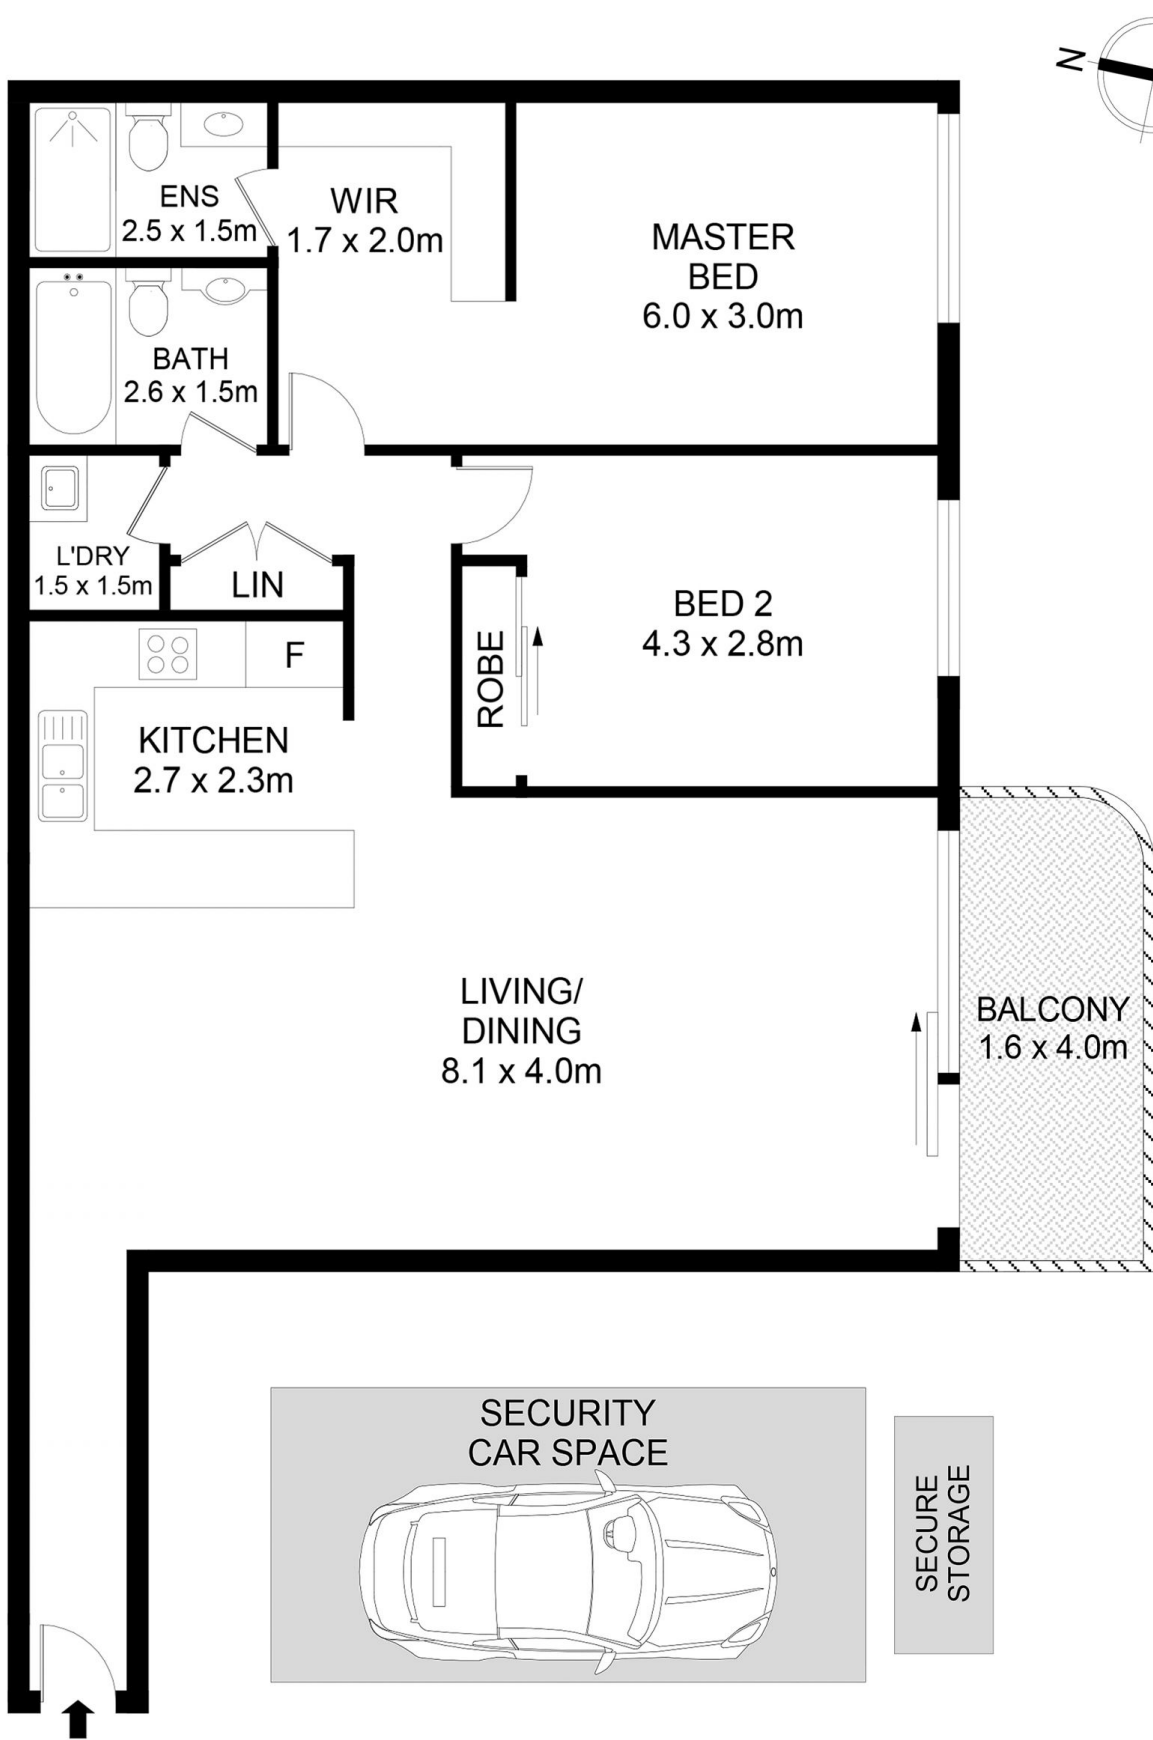 N
ENS
2.5 x 1.5m
WIR
1.7 x 2.0m
MASTER
BED
6.0 x 3.0m
BATH
2.6 x 1.5m
L'DRY
1.5 x 1.5m
LIN
ROBE
BED 2
4.3 x 2.8m
F
KITCHEN
2.7 x 2.3m
LIVING/
DINING
8.1 x 4.0m
BALCONY
1.6 x 4.0m
SECURITY
CAR SPACE
SECURE
STORAGE